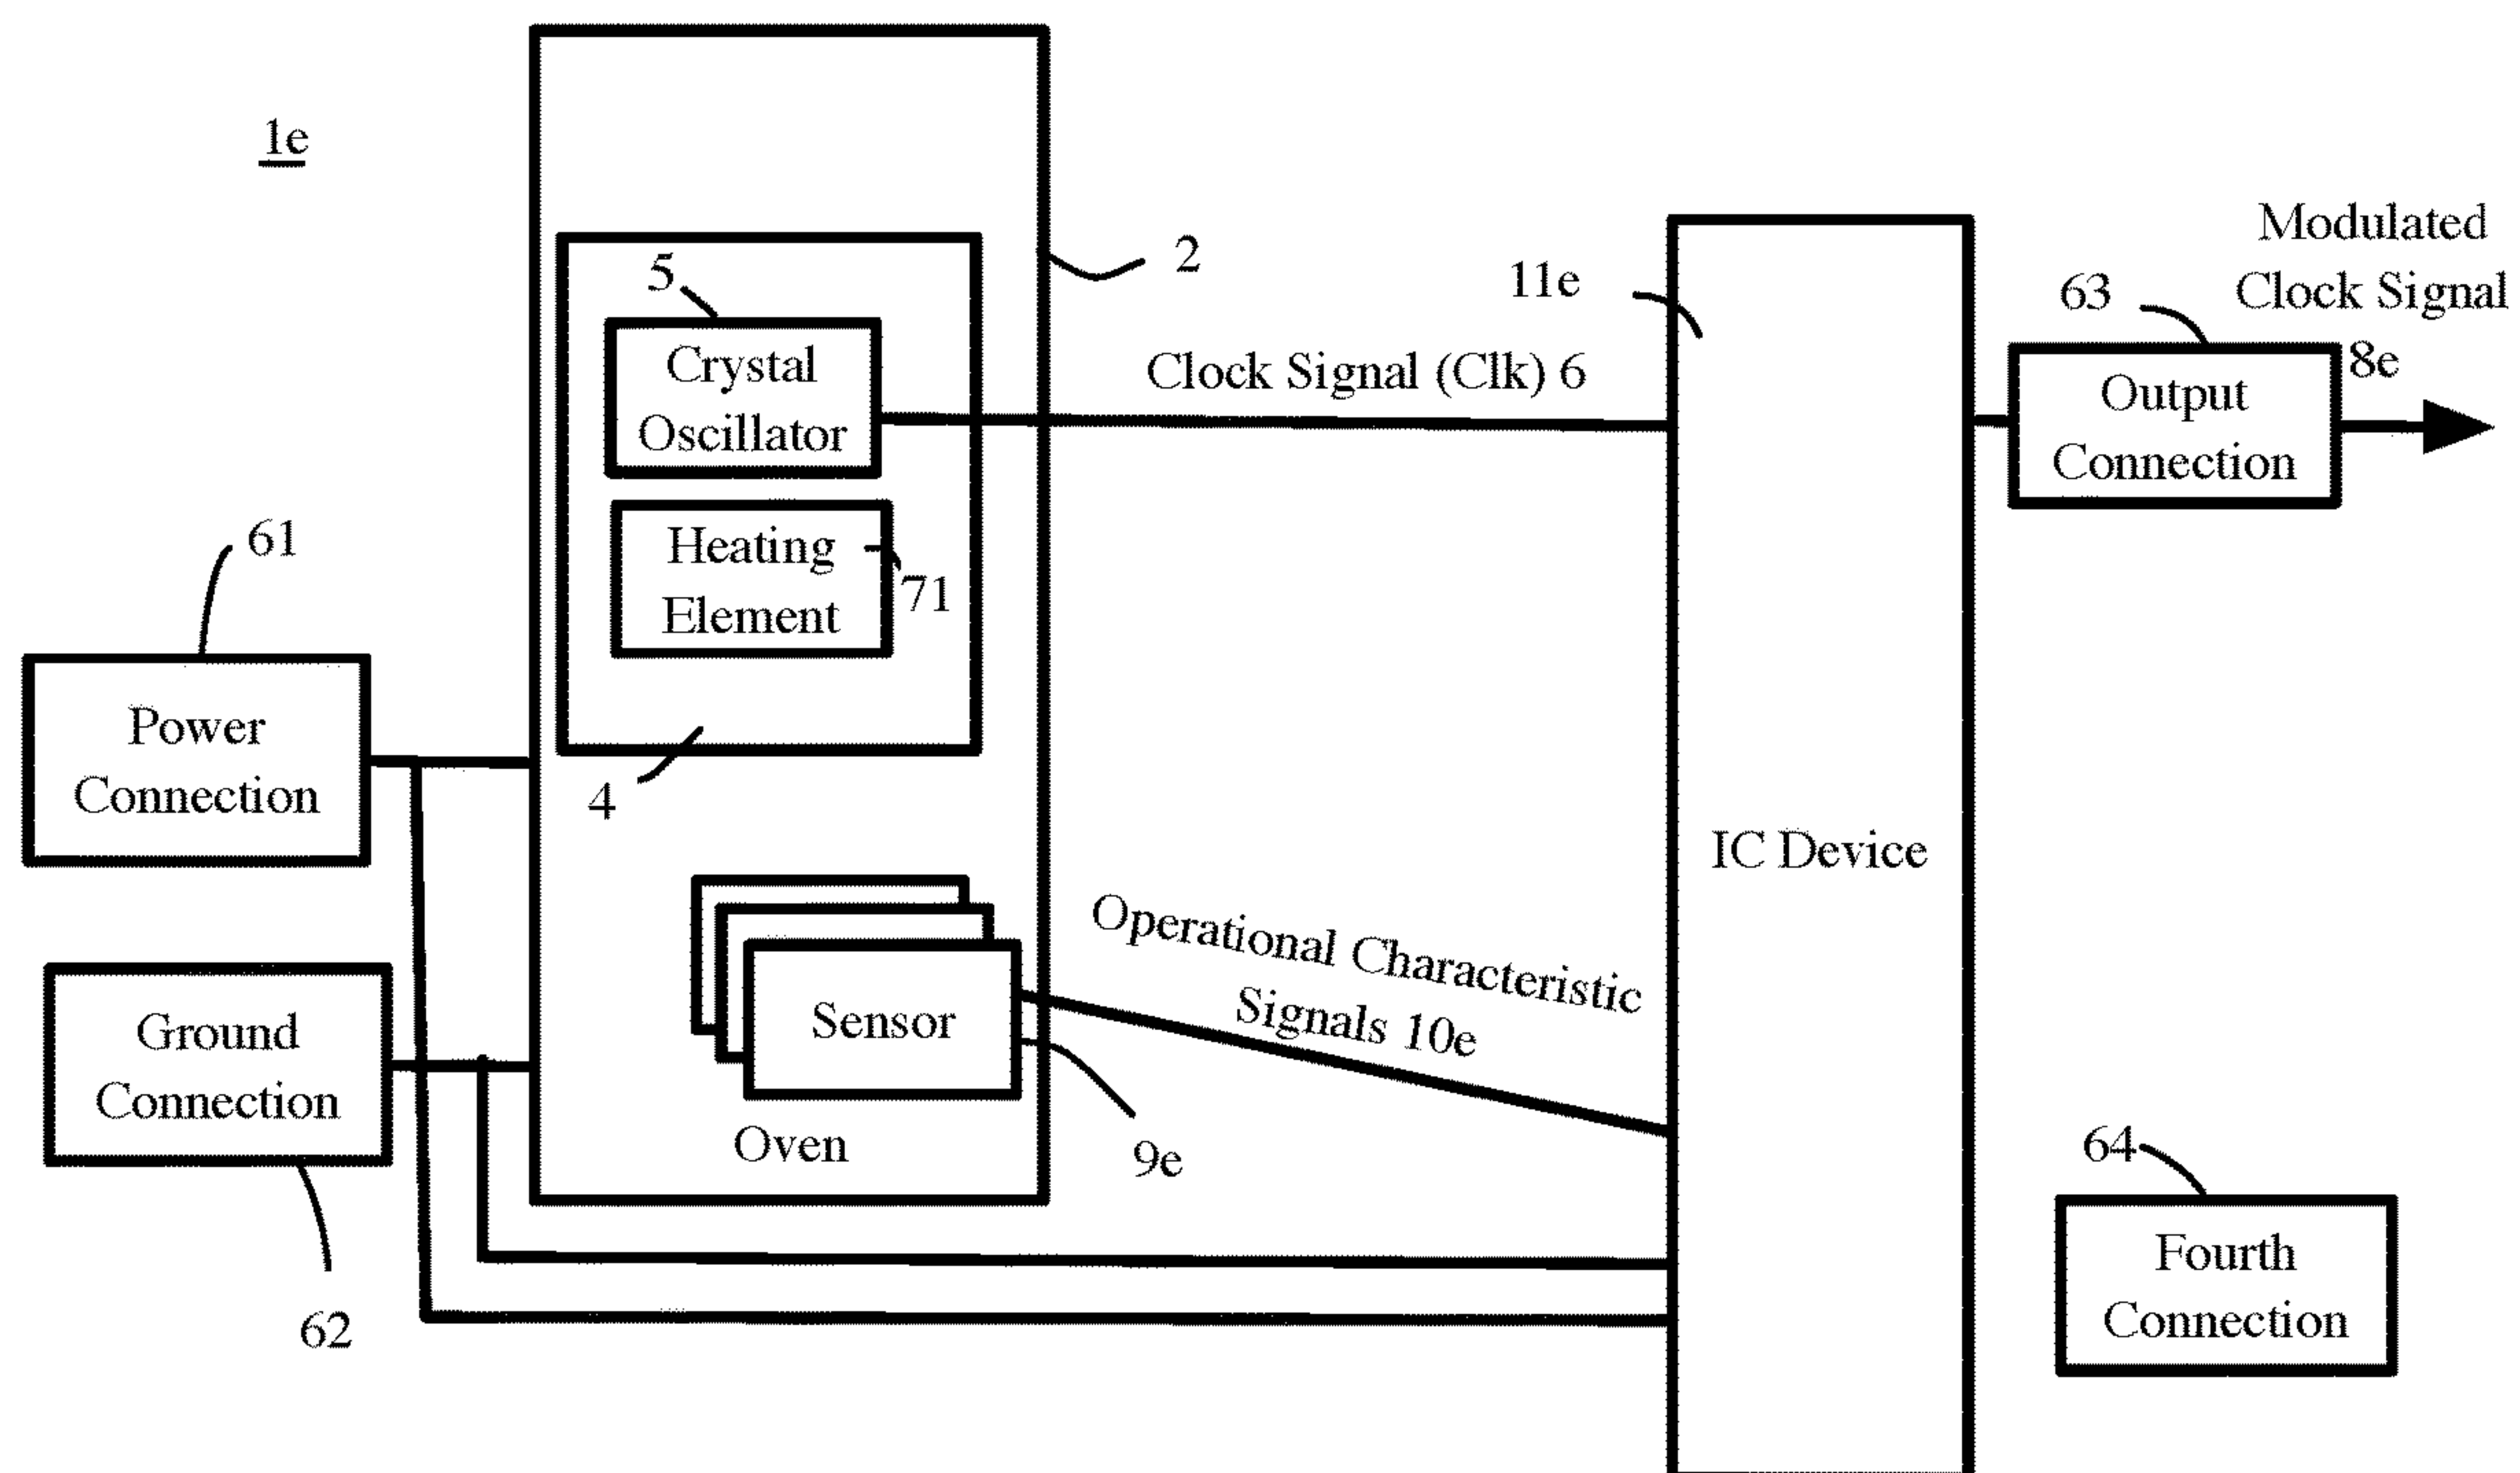 1e
2
5
Crystal
Oscillator
Heating
Element
71
4
61
Power
Connection
Ground
Connection
62
Sensor
Oven
9e
Clock Signal (Clk) 6
Operational Characteristic
Signals 10e
11e
IC Device
63
Modulated
Clock Signal
8e
Output
Connection
64
Fourth
Connection